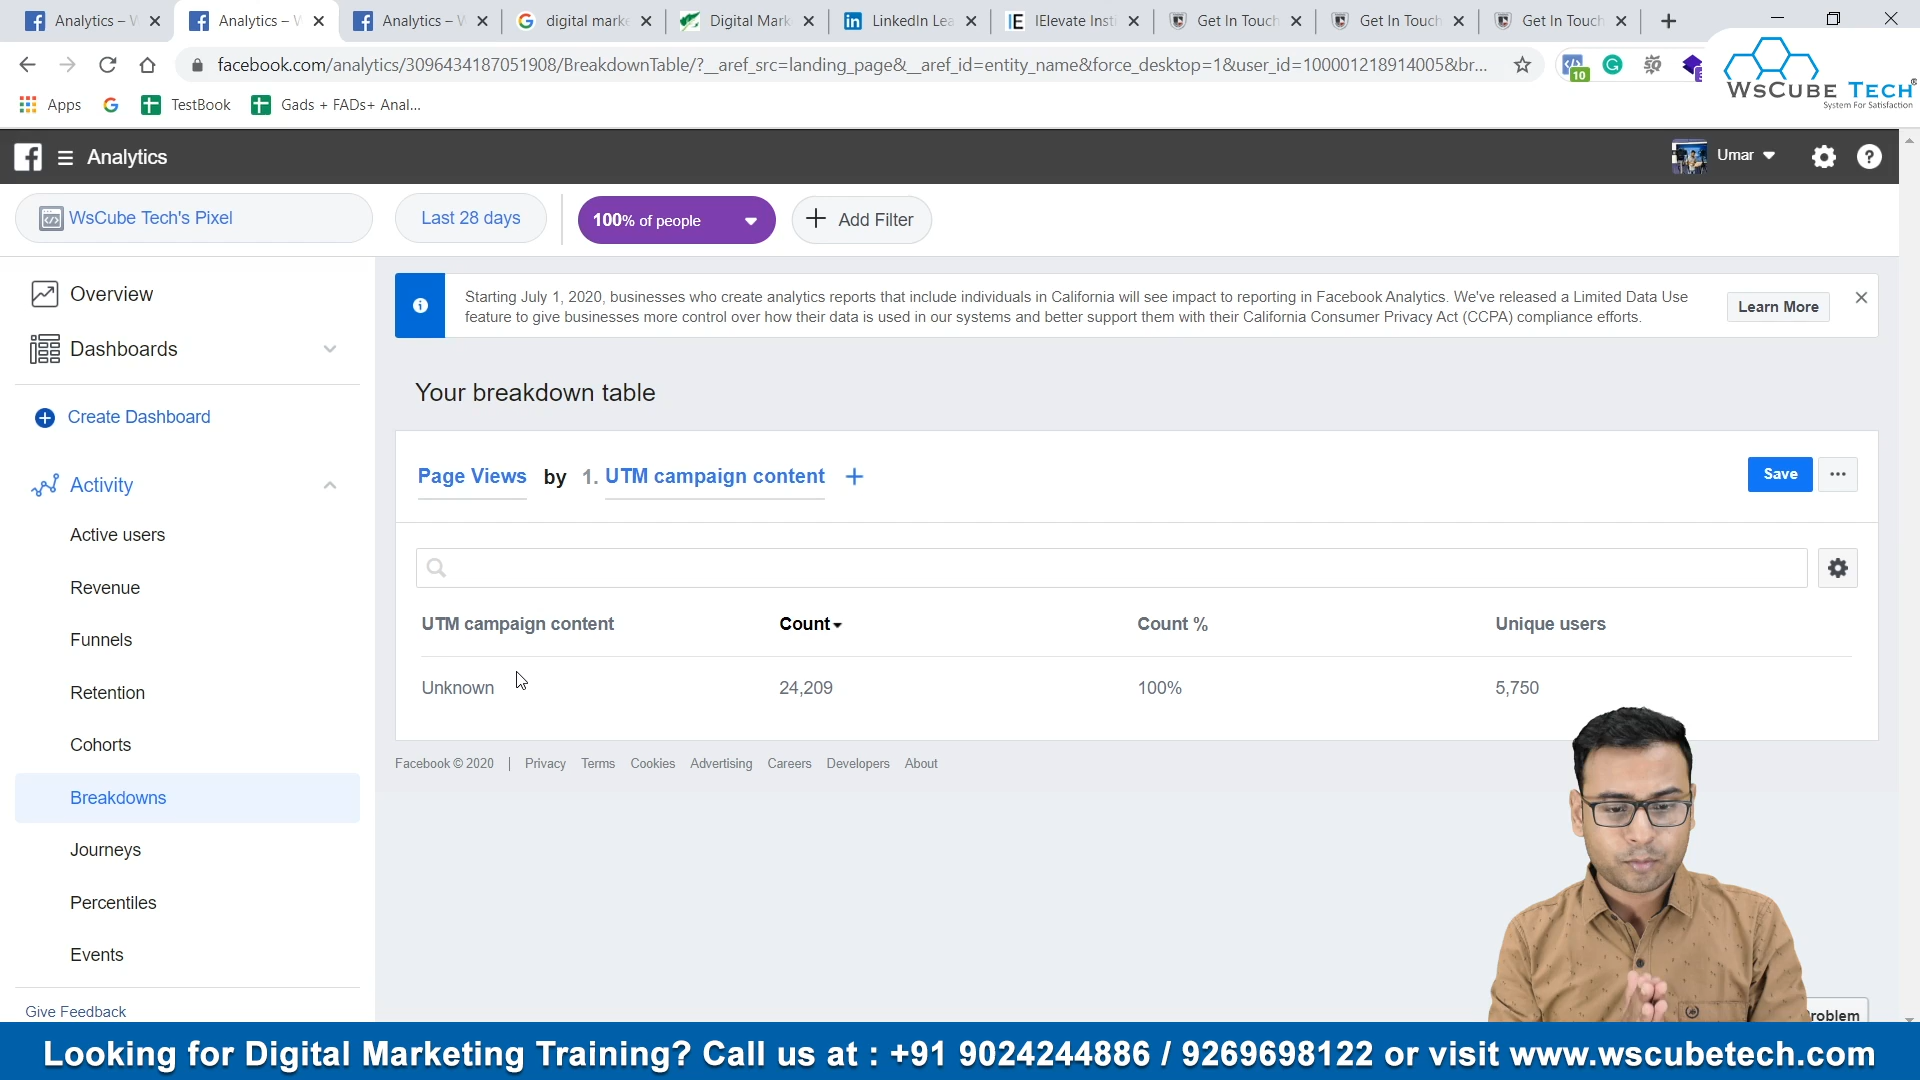 Analytics – V
Analytics – V
Analytics – V
digital marke
Digital Mark
LinkedIn Lea
IElevate Insti
Get In Touch
Get In Touch
Get In Touch
facebook.com/analytics/3096434187051908/BreakdownTable/?__aref_src=landing_page&__aref_id=entity_name&force_desktop=1&user_id=100001218914005&br...
10
WsCube Tech®
System For Satisfaction
Apps
TestBook
Gads + FADs+ Anal...
Analytics
Umar
WsCube Tech's Pixel
Last 28 days
100% of people
Add Filter
Overview
Dashboards
Create Dashboard
Activity
Active users
Revenue
Funnels
Retention
Cohorts
Breakdowns
Journeys
Percentiles
Events
Give Feedback
Starting July 1, 2020, businesses who create analytics reports that include individuals in California will see impact to reporting in Facebook Analytics. We've released a Limited Data Use
feature to give businesses more control over how their data is used in our systems and better support them with their California Consumer Privacy Act (CCPA) compliance efforts.
Learn More
Your breakdown table
Page Views by 1. UTM campaign content +
Save
UTM campaign content Count Count % Unique users
Unknown 24,209 100% 5,750
Facebook © 2020 | Privacy Terms Cookies Advertising Careers Developers About
roblem
Looking for Digital Marketing Training? Call us at : +91 9024244886 / 9269698122 or visit www.wscubetech.com